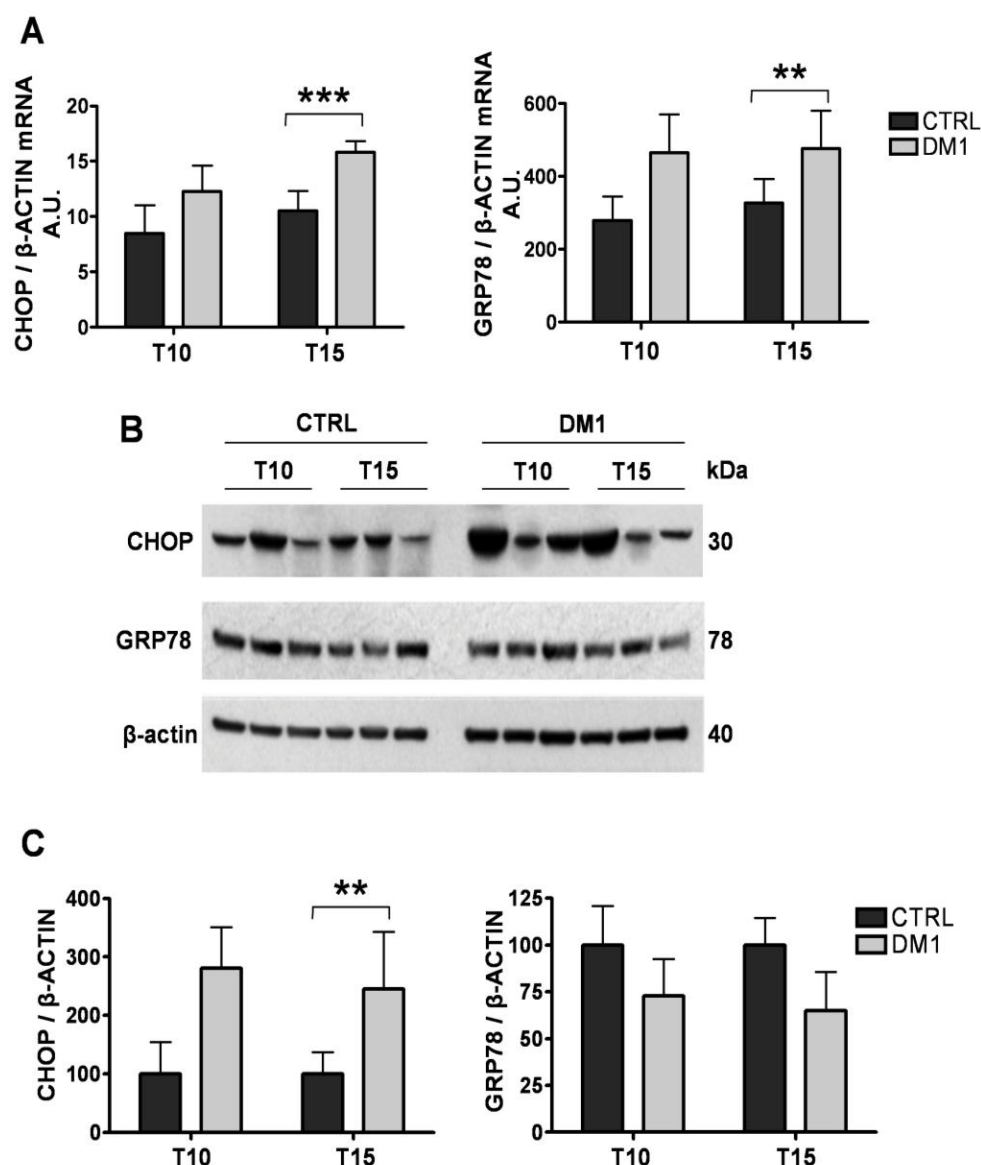 A
CHOP / β-ACTIN mRNA
A.U.
20
15
10
5
0
***
T10
T15
GRP78 / β-ACTIN mRNA
A.U.
600
400
200
0
**
T10
T15
CTRL
DM1
B
CTRL
DM1
T10
T15
T10
T15
kDa
CHOP
30
GRP78
78
β-actin
40
C
CHOP / β-ACTIN
400
300
200
100
0
**
T10
T15
GRP78 / β-ACTIN
125
100
75
50
25
0
T10
T15
CTRL
DM1